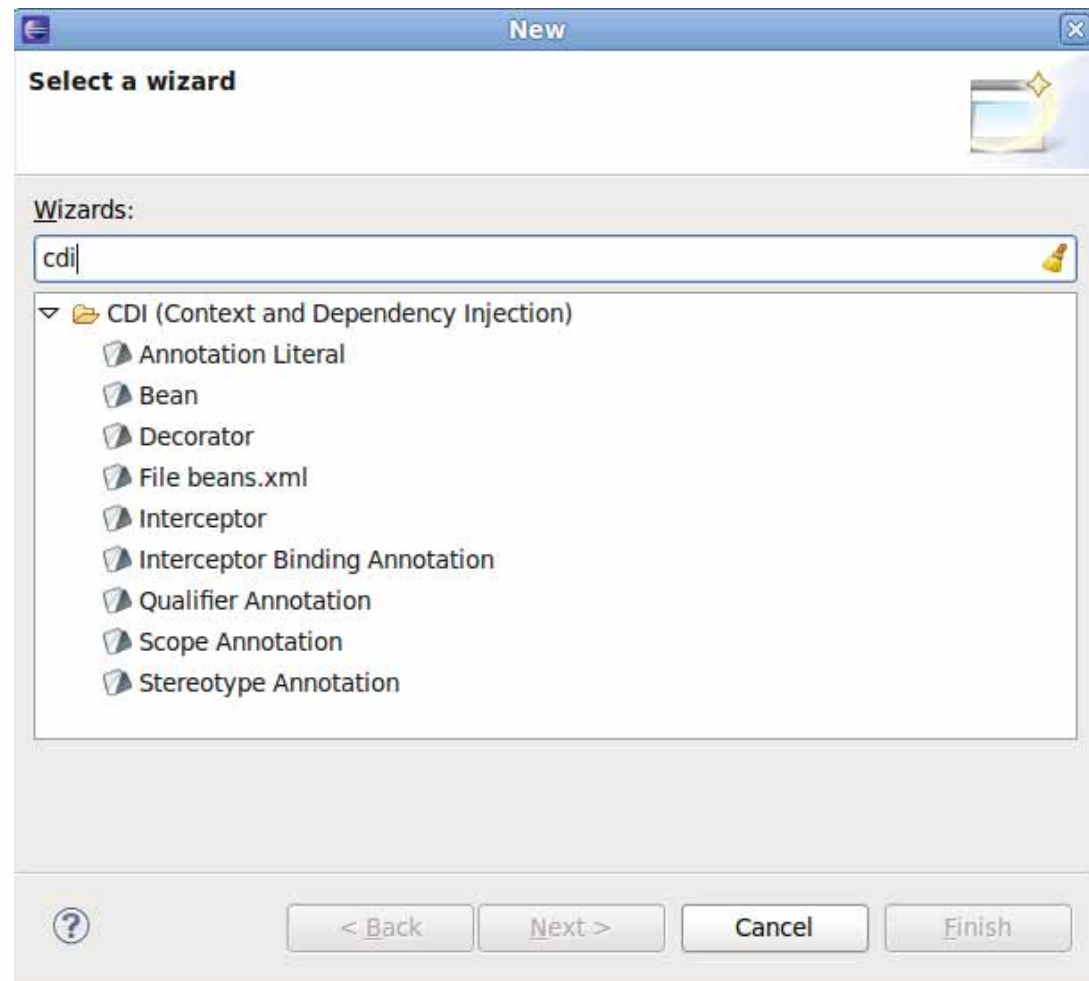 New
Select a wizard
Wizards:
cdi
CDI (Context and Dependency Injection)
Annotation Literal
Bean
Decorator
File beans.xml
Interceptor
Interceptor Binding Annotation
Qualifier Annotation
Scope Annotation
Stereotype Annotation
? < Back Next > Cancel Finish